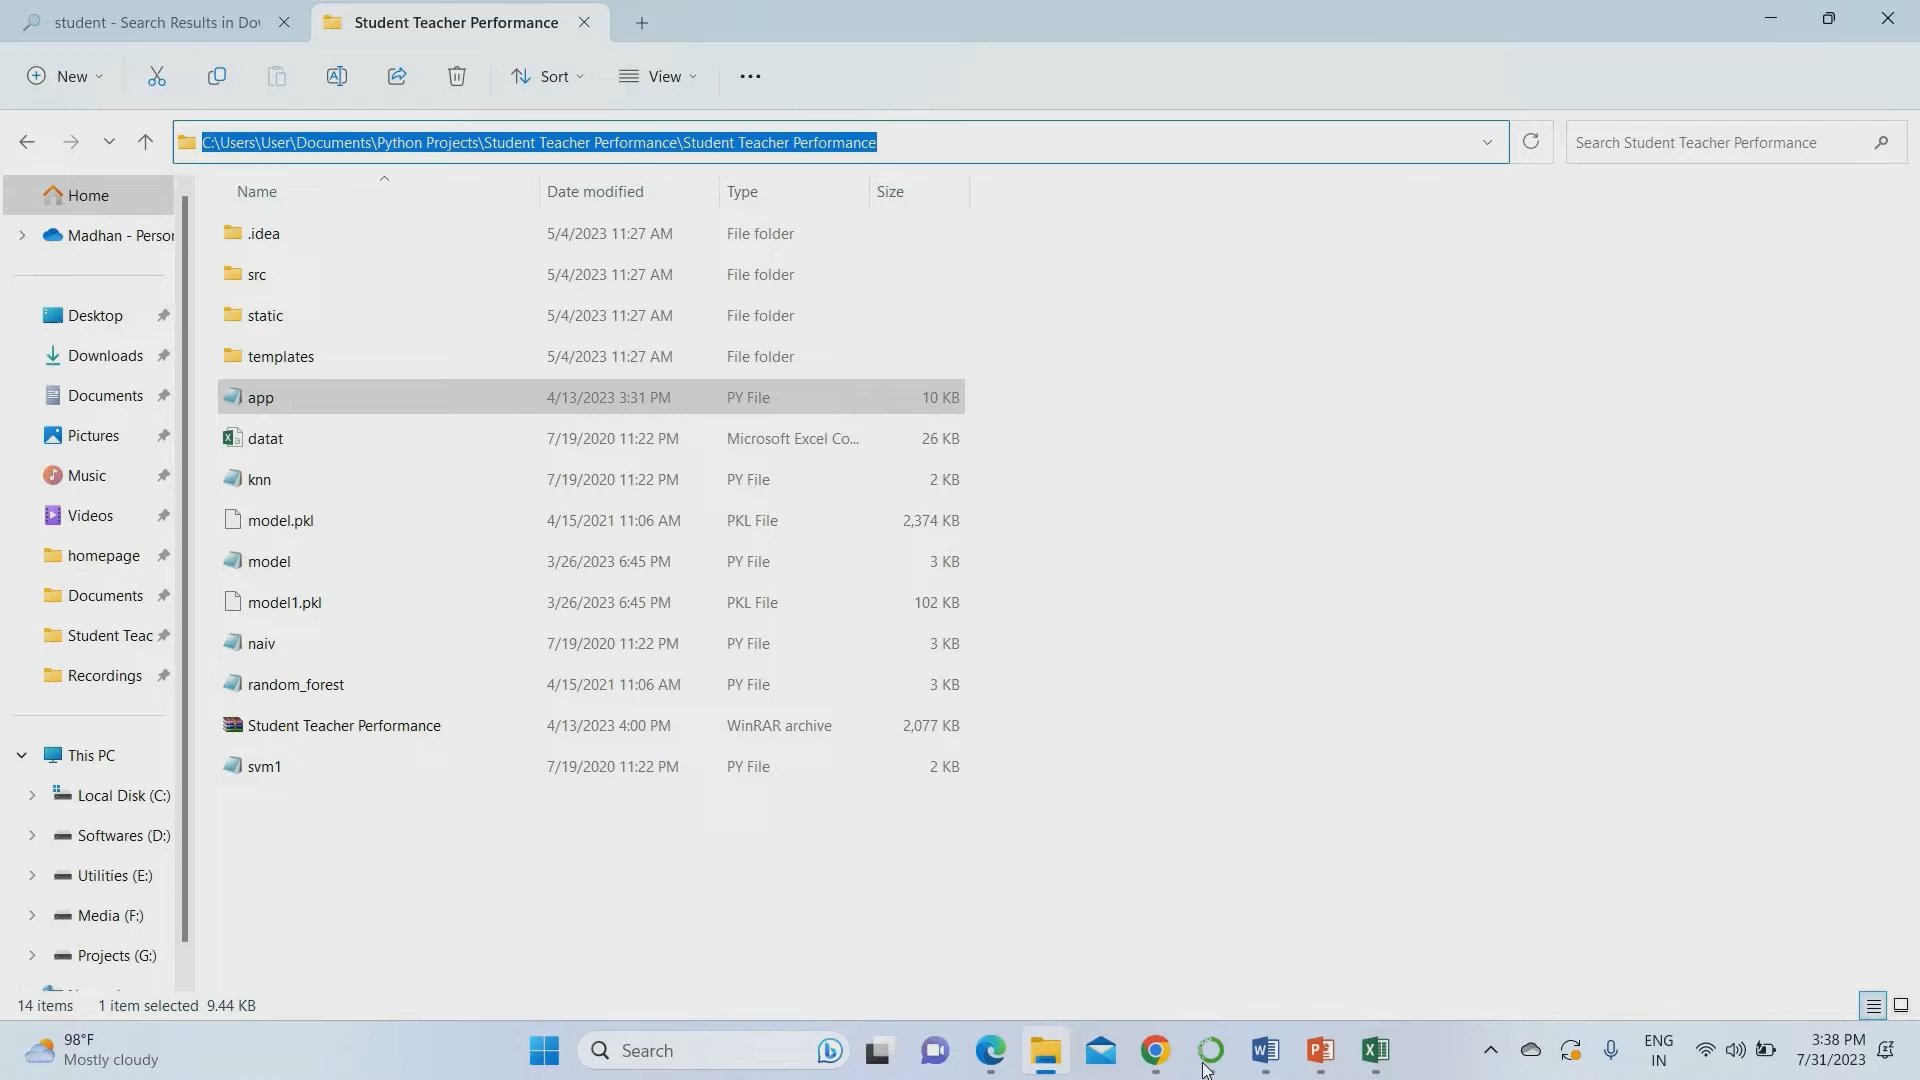 student - Search Results in Dov
Student Teacher Performance
New
Sort
View
C:\Users\User\Documents\Python Projects\Student Teacher Performance\Student Teacher Performance
Search Student Teacher Performance
Name Date modified Type Size
Home
Madhan - Person
Desktop
Downloads
Documents
Pictures
Music
Videos
homepage
Documents
Student Teac
Recordings
This PC
Local Disk (C:)
Softwares (D:)
Utilities (E:)
Media (F:)
Projects (G:)
.idea 5/4/2023 11:27 AM File folder
src 5/4/2023 11:27 AM File folder
static 5/4/2023 11:27 AM File folder
templates 5/4/2023 11:27 AM File folder
app 4/13/2023 3:31 PM PY File 10 KB
datat 7/19/2020 11:22 PM Microsoft Excel Co... 26 KB
knn 7/19/2020 11:22 PM PY File 2 KB
model.pkl 4/15/2021 11:06 AM PKL File 2,374 KB
model 3/26/2023 6:45 PM PY File 3 KB
model1.pkl 3/26/2023 6:45 PM PKL File 102 KB
naiv 7/19/2020 11:22 PM PY File 3 KB
random_forest 4/15/2021 11:06 AM PY File 3 KB
Student Teacher Performance 4/13/2023 4:00 PM WinRAR archive 2,077 KB
svm1 7/19/2020 11:22 PM PY File 2 KB
14 items 1 item selected 9.44 KB
98°F
Mostly cloudy
Search
ENG
IN
3:38 PM
7/31/2023